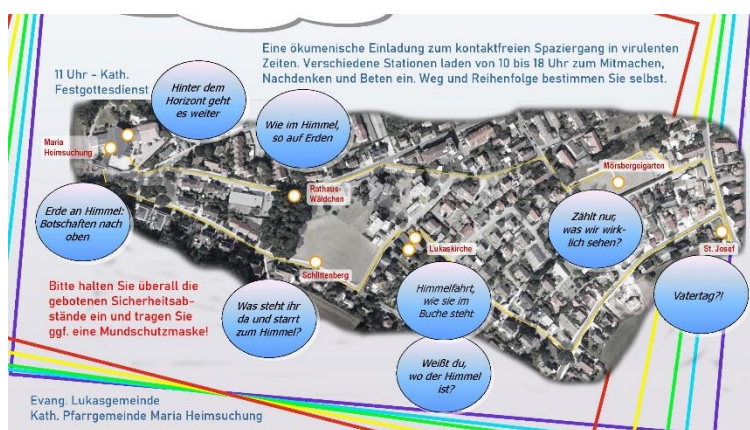 Eine ökumenische Einladung zum kontaktfreien Spaziergang in virulenten
Zeiten. Verschiedene Stationen laden von 10 bis 18 Uhr zum Mitmachen,
Nachdenken und Beten ein. Weg und Reihenfolge bestimmen Sie selbst.
11 Uhr - Kath.
Festgottesdienst
Hinter dem
Horizont geht
es weiter
Wie im Himmel,
so auf Erden
Maria
Heimsuchung
Rathaus-
Wäldchen
Mörsbergeigarten
Erde an Himmel:
Botschaften nach
oben
Zählt nur,
was wir wirk-
lich sehen?
Lukaskirche
St. Josef
Schlittenberg
Bitte halten Sie überall die
gebotenen Sicherheitsab-
stände ein und tragen Sie
ggf. eine Mundschutzmaske!
Was steht ihr
da und starrt
zum Himmel?
Himmelfahrt,
wie sie im
Buche steht
Vatertag?!
Weißt du,
wo der Himmel
ist?
Evang. Lukasgemeinde
Kath. Pfarrgemeinde Maria Heimsuchung